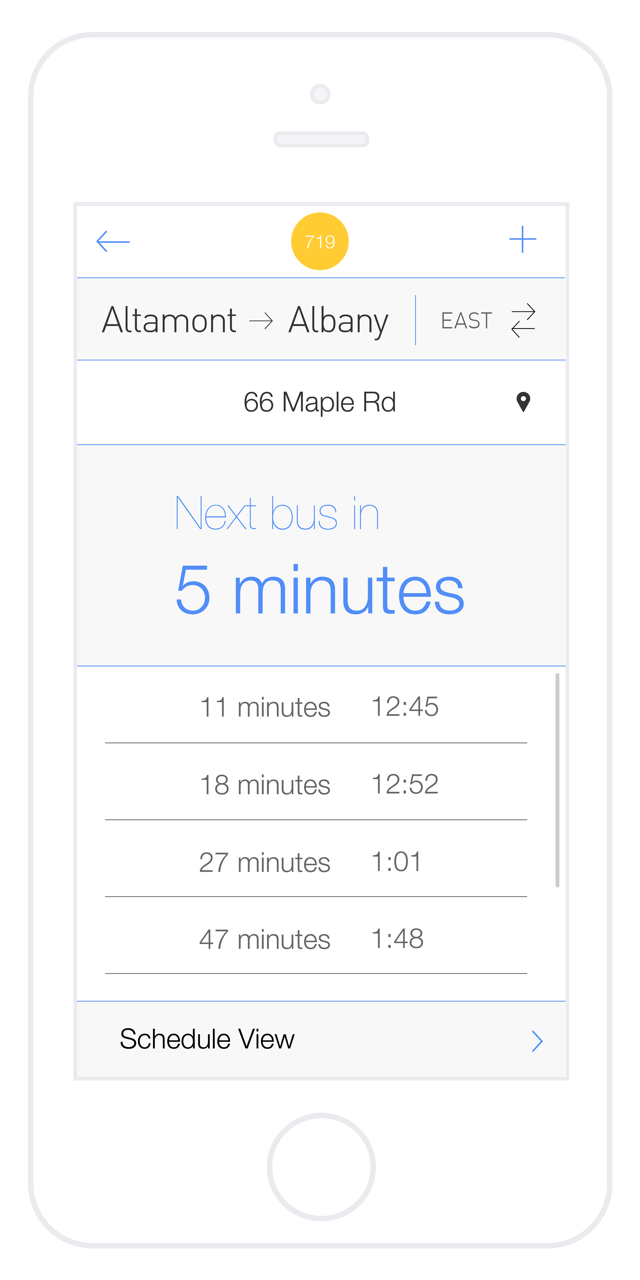 719
Altamont → Albany EAST
66 Maple Rd
Next bus in
5 minutes
11 minutes 12:45
18 minutes 12:52
27 minutes 1:01
47 minutes 1:48
Schedule View